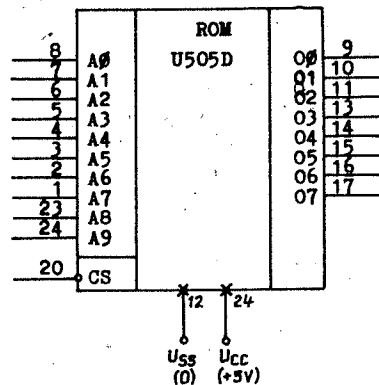 ROM
U505D
8 AØ OØ 9
7 A1 O1 10
6 A2 O2 11
5 A3 O3 13
4 A4 O4 14
3 A5 O5 15
2 A6 O6 16
1 A7 O7 17
23 A8
24 A9
20 CS
12 24
USS UCC
(0) (+5V)